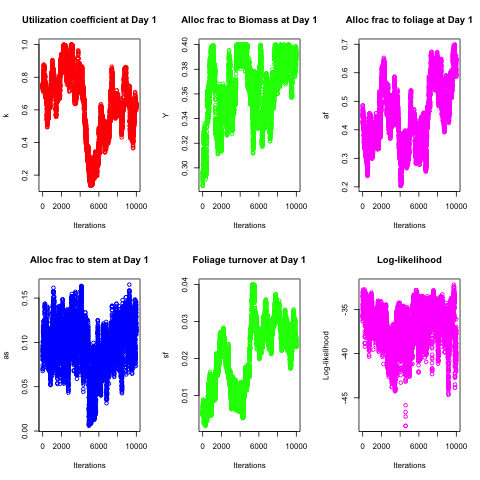 Utilization coefficient at Day 1
Alloc frac to Biomass at Day 1
Alloc frac to foliage at Day 1
k
0.2 0.4 0.6 0.8 1.0
0 2000 6000 10000
Iterations
Y
0.30 0.32 0.34 0.36 0.38 0.40
0 2000 6000 10000
Iterations
af
0.2 0.3 0.4 0.5 0.6 0.7
0 2000 6000 10000
Iterations
Alloc frac to stem at Day 1
Foliage turnover at Day 1
Log-likelihood
as
0.00 0.05 0.10 0.15
0 2000 6000 10000
Iterations
sf
0.01 0.02 0.03 0.04
0 2000 6000 10000
Iterations
Log-likelihood
-45 -40 -35
0 2000 6000 10000
Iterations